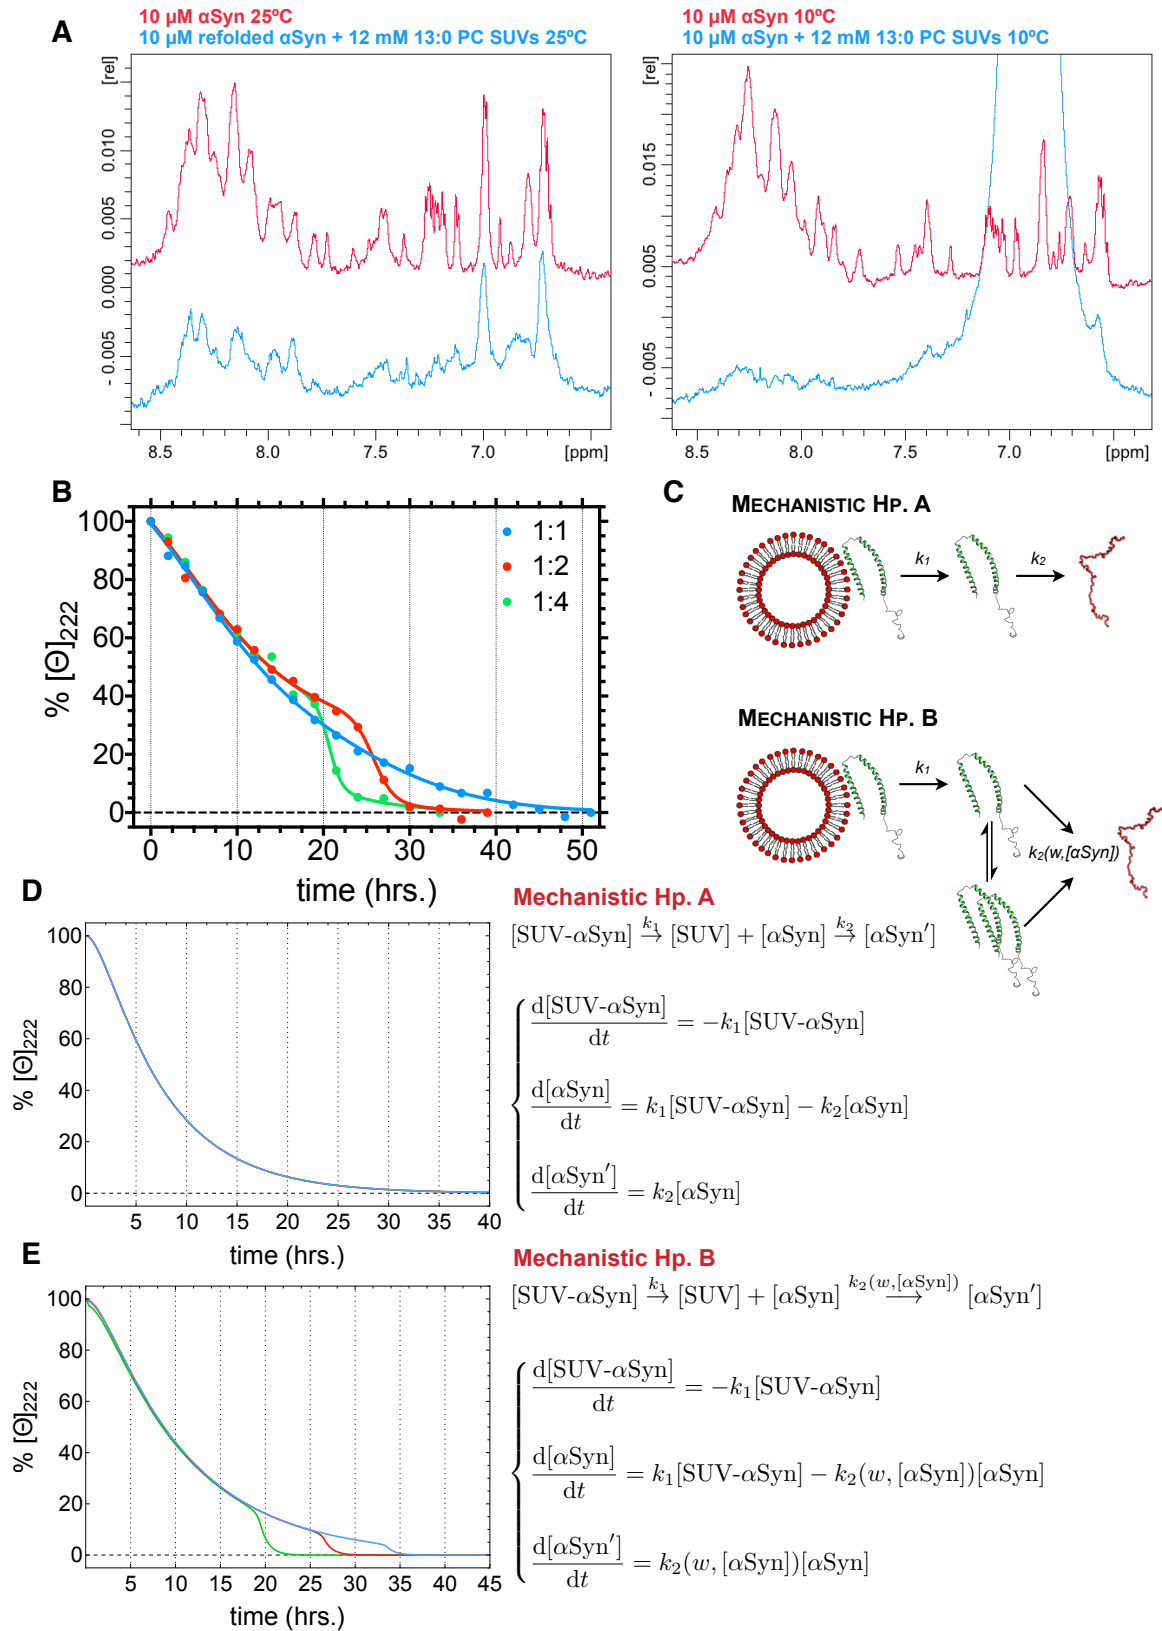 A
10 µM αSyn 25ºC
10 µM refolded αSyn + 12 mM 13:0 PC SUVs 25ºC
[rel]
0.010
0.005
0.000
- 0.005
8.5 8.0 7.5 7.0 [ppm]
10 µM αSyn 10ºC
10 µM αSyn + 12 mM 13:0 PC SUVs 10ºC
[rel]
0.015
0.005
- 0.005
8.5 8.0 7.5 7.0 [ppm]
B
% [Θ]222
100
80
60
40
20
0
1:1
1:2
1:4
0 10 20 30 40 50
time (hrs.)
C
MECHANISTIC HP. A
k1 k2
MECHANISTIC HP. B
k1
k2(w,[αSyn])
D
% [Θ]222
100
80
60
40
20
0
5 10 15 20 25 30 35 40
time (hrs.)
Mechanistic Hp. A
[SUV-αSyn] k1→ [SUV] + [αSyn] k2→ [αSyn′]
d[SUV-αSyn]/dt = −k1[SUV-αSyn]
d[αSyn]/dt = k1[SUV-αSyn] − k2[αSyn]
d[αSyn′]/dt = k2[αSyn]
E
% [Θ]222
100
80
60
40
20
0
5 10 15 20 25 30 35 40 45
time (hrs.)
Mechanistic Hp. B
[SUV-αSyn] k1→ [SUV] + [αSyn] k2(w,[αSyn])→ [αSyn′]
d[SUV-αSyn]/dt = −k1[SUV-αSyn]
d[αSyn]/dt = k1[SUV-αSyn] − k2(w, [αSyn])[αSyn]
d[αSyn′]/dt = k2(w, [αSyn])[αSyn]